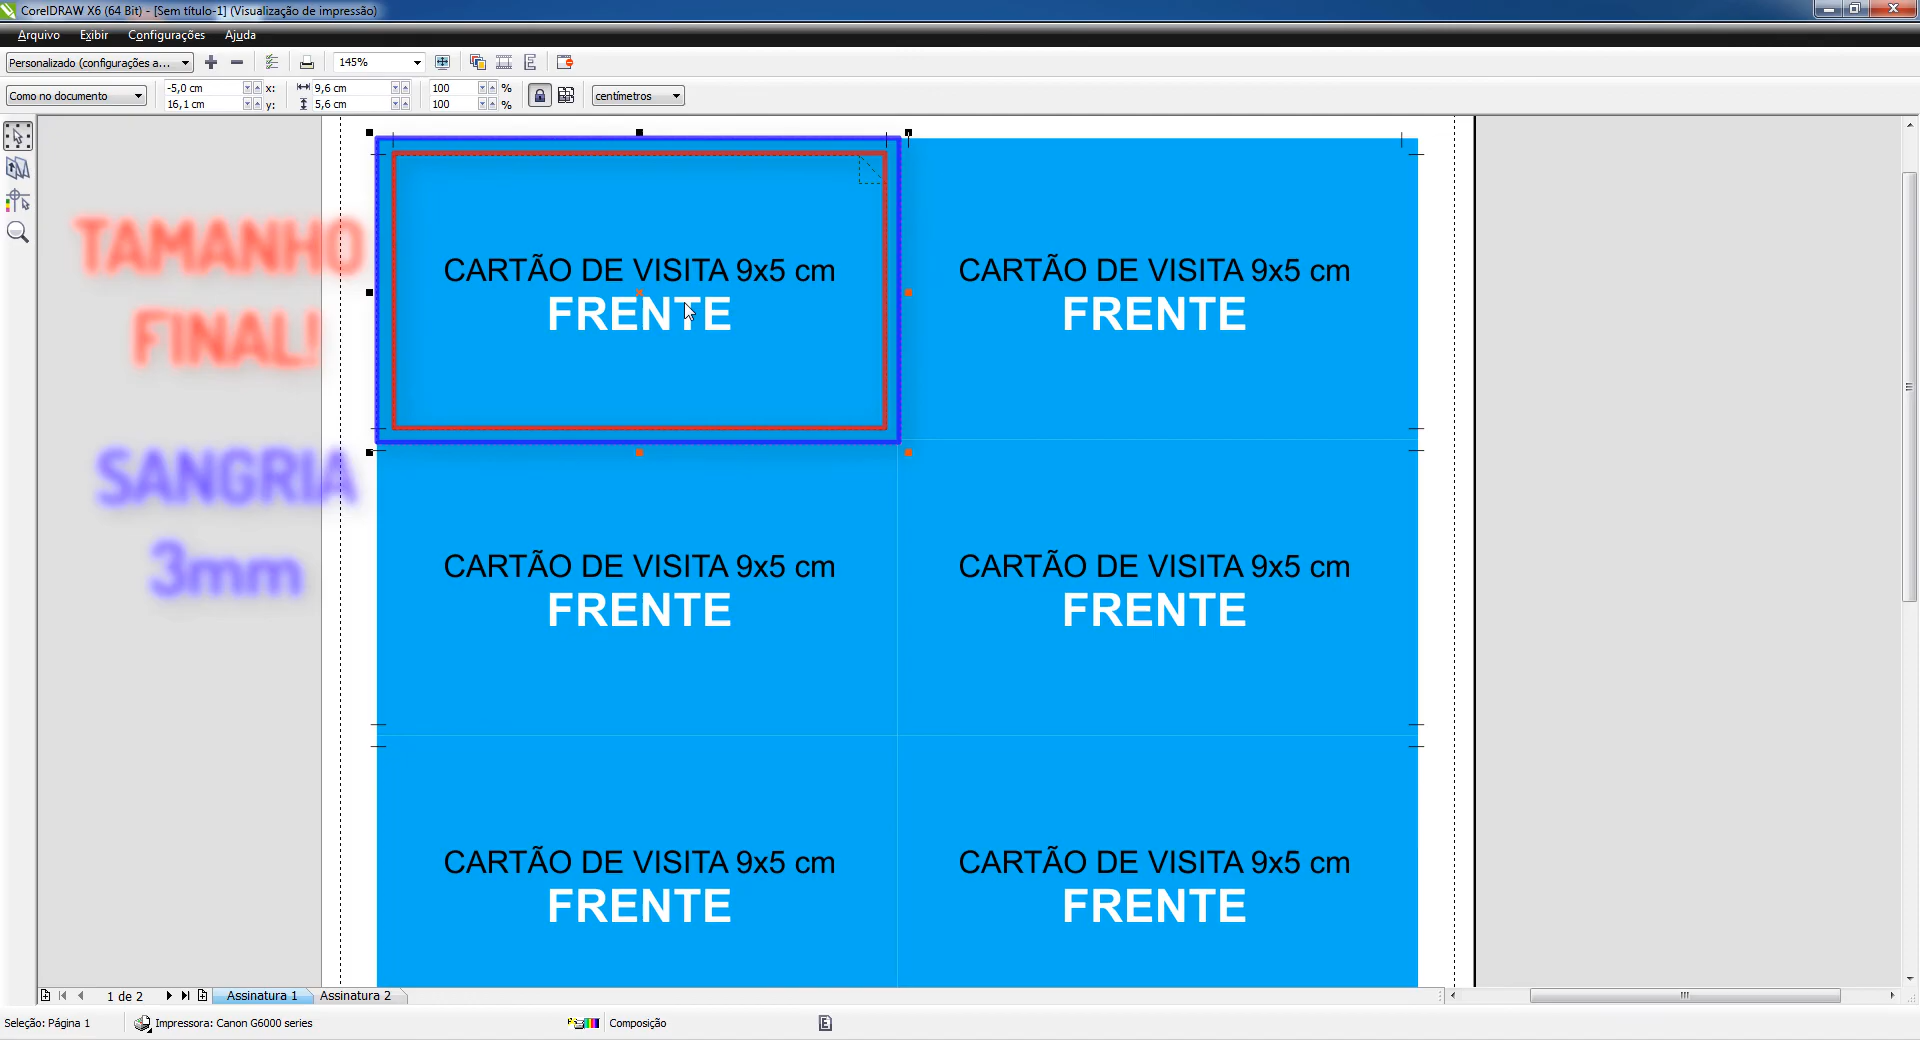 CorelDRAW X6 (64 Bit) - [Sem título-1] (Visualização de impressão)
Arquivo Exibir Configurações Ajuda
Personalizado (configurações a... 145%
Como no documento -5,0 cm x: 9,6 cm 100 % centímetros
16,1 cm y: 5,6 cm 100 %
TAMANHO
FINAL!
SANGRIA
3mm
CARTÃO DE VISITA 9x5 cm
FRENTE
CARTÃO DE VISITA 9x5 cm
FRENTE
CARTÃO DE VISITA 9x5 cm
FRENTE
CARTÃO DE VISITA 9x5 cm
FRENTE
CARTÃO DE VISITA 9x5 cm
FRENTE
CARTÃO DE VISITA 9x5 cm
FRENTE
1 de 2 Assinatura 1 Assinatura 2
Seleção: Página 1 Impressora: Canon G6000 series Composição